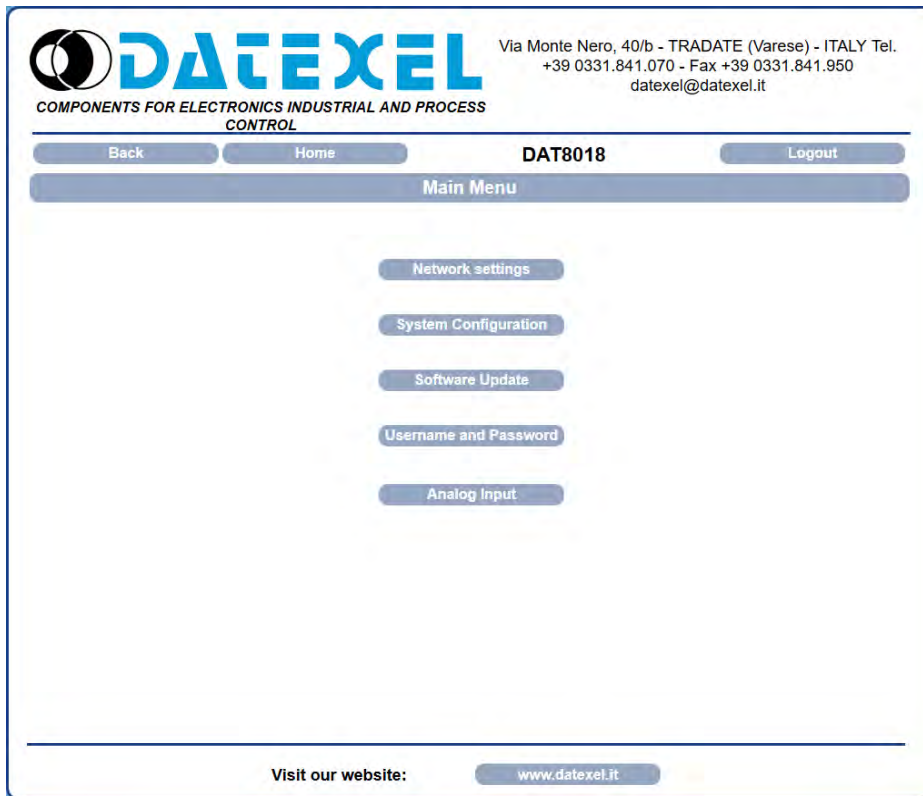 DATEXEL
COMPONENTS FOR ELECTRONICS INDUSTRIAL AND PROCESS
CONTROL
Via Monte Nero, 40/b - TRADATE (Varese) - ITALY Tel.
+39 0331.841.070 - Fax +39 0331.841.950
datexel@datexel.it
Back Home DAT8018 Logout
Main Menu
Network settings
System Configuration
Software Update
Username and Password
Analog Input
Visit our website: www.datexel.it